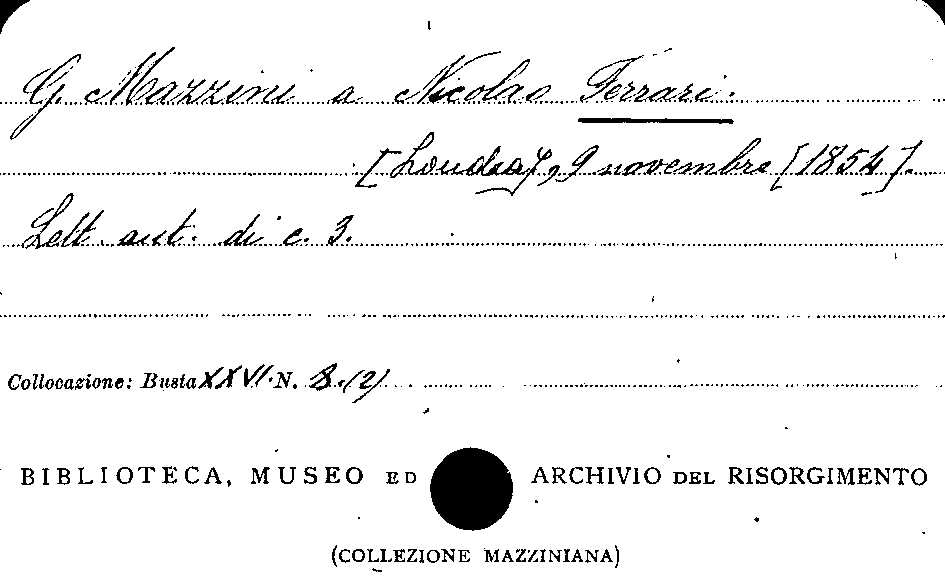 G. Mazzini a Nicolao Ferrari.
[Londra], 9 novembre [1854].
Lett. aut. di c. 3.
Collocazione: Busta XXVI. N. 8.(2)
BIBLIOTECA, MUSEO ED ARCHIVIO DEL RISORGIMENTO
(COLLEZIONE MAZZINIANA)